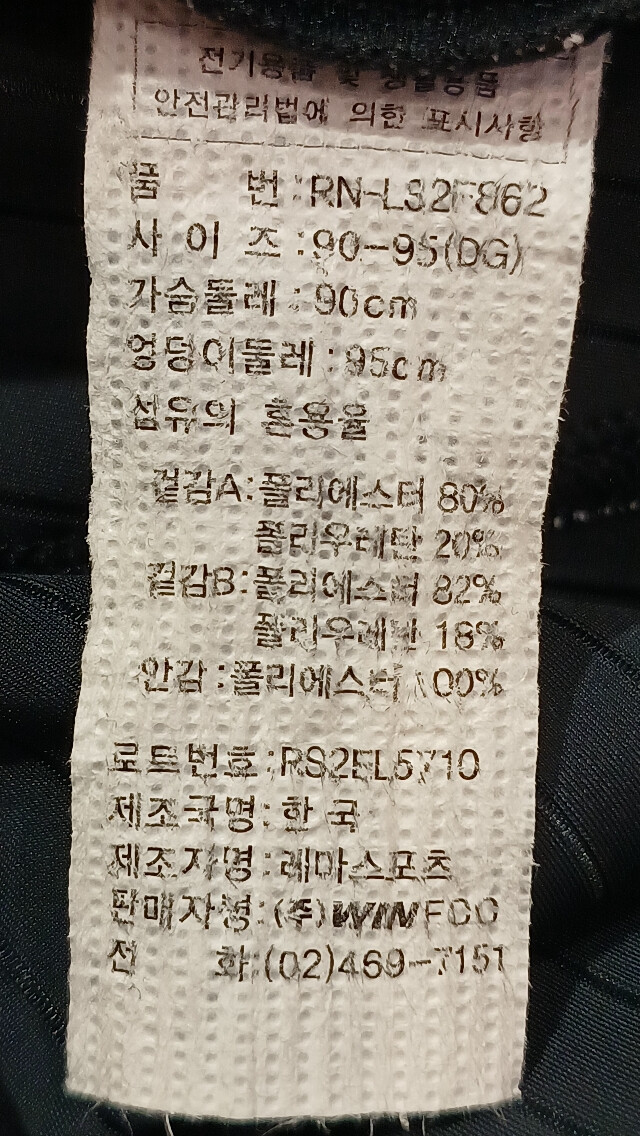 전기용품 및 생활용품
안전관리법에 의한 표시사항
품 번:RN-LS2F862
사 이 즈:90-95(DG)
가슴둘레:90cm
엉덩이둘레:95cm
섬유의 혼용율
겉감A:폴리에스터 80%
폴리우레탄 20%
겉감B:폴리에스터 82%
폴리우레탄 18%
안감:폴리에스터 100%
로트번호:RS2EL5710
제조국명:한 국
제조자명:레마스포츠
판매자명:(주)WINFCO
전 화:(02)469-7151